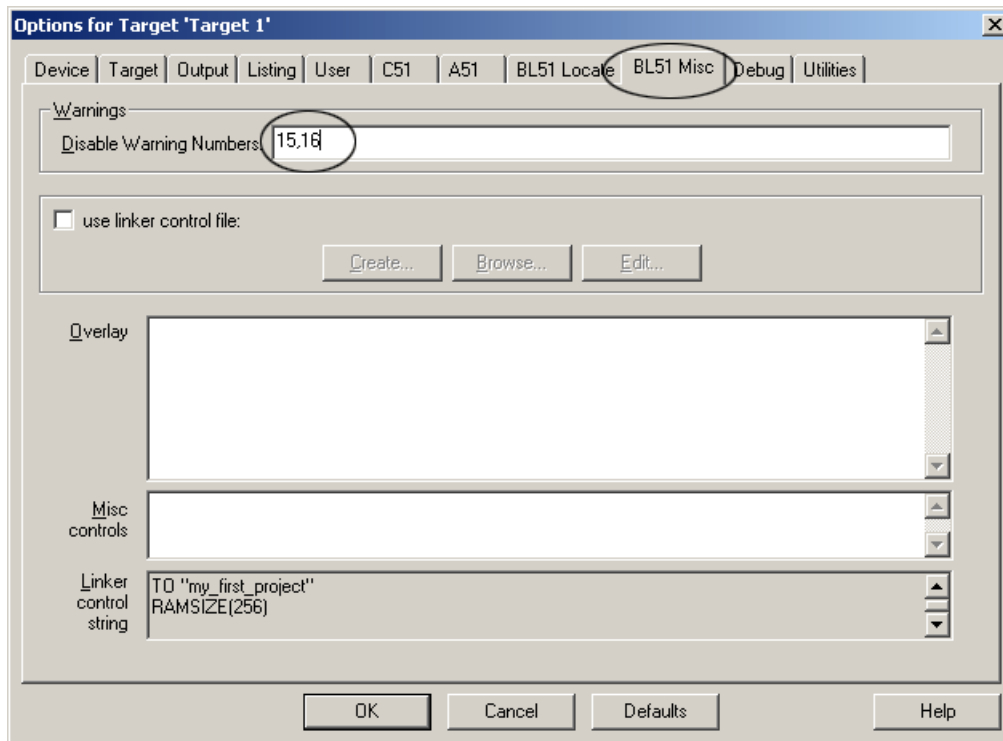 Options for Target 'Target 1'
Device Target Output Listing User C51 A51 BL51 Locate BL51 Misc Debug Utilities
Warnings
Disable Warning Numbers: 15,16
use linker control file:
Create... Browse... Edit...
Overlay
Misc
controls
Linker
control
string
TO "my_first_project"
RAMSIZE(256)
OK Cancel Defaults Help